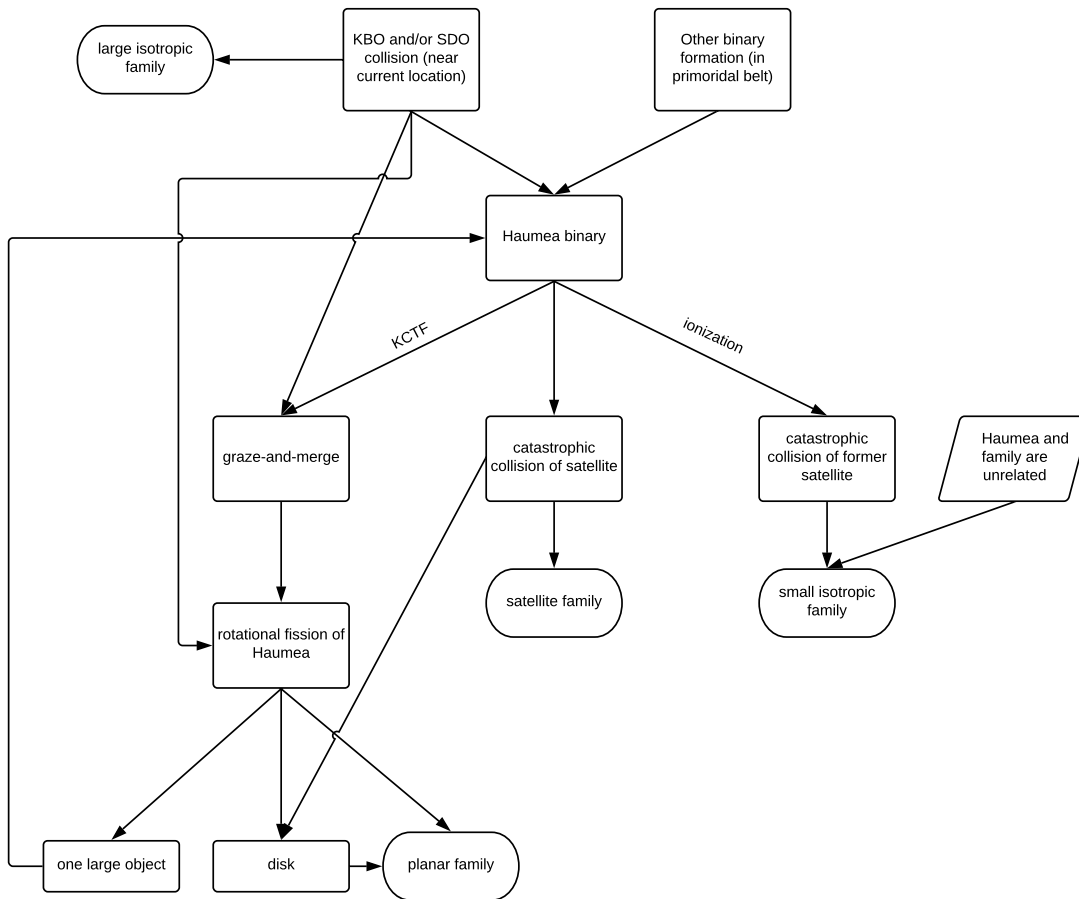 large isotropic
family
KBO and/or SDO
collision (near
current location)
Other binary
formation (in
primoridal belt)
Haumea binary
KCTF
ionization
graze-and-merge
catastrophic
collision of satellite
catastrophic
collision of former
satellite
Haumea and
family are
unrelated
rotational fission of
Haumea
satellite family
small isotropic
family
one large object
disk
planar family